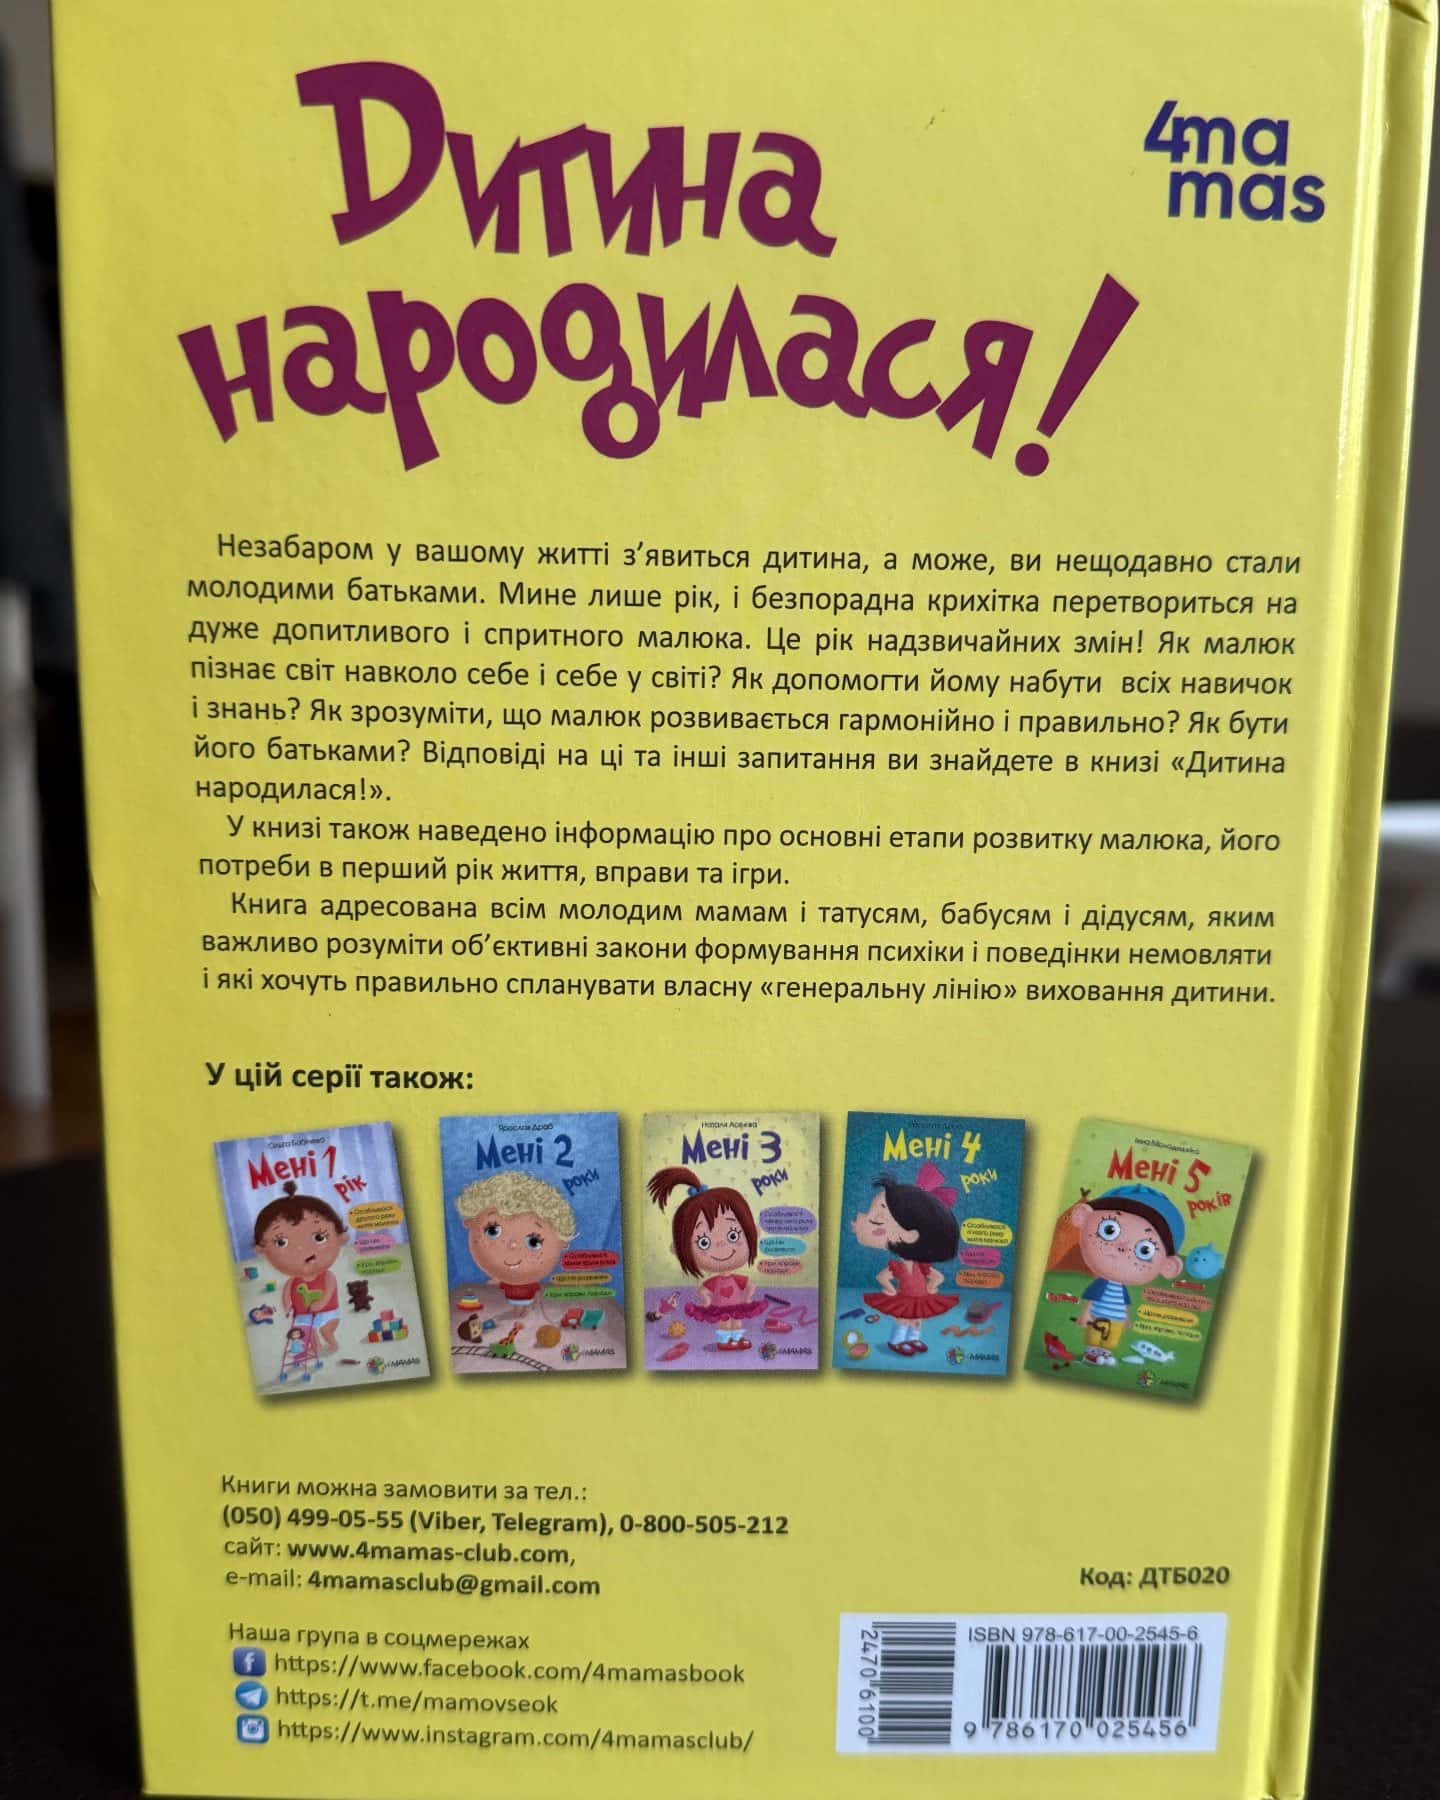 Дитина
народилася!
4ma
mas
Незабаром у вашому житті з’явиться дитина, а може, ви нещодавно стали
молодими батьками. Мине лише рік, і безпорадна крихітка перетвориться на
дуже допитливого і спритного малюка. Це рік надзвичайних змін! Як малюк
пізнає світ навколо себе і себе у світі? Як допомогти йому набути всіх навичок
і знань? Як зрозуміти, що малюк розвивається гармонійно і правильно? Як бути
його батьками? Відповіді на ці та інші запитання ви знайдете в книзі «Дитина
народилася!».
У книзі також наведено інформацію про основні етапи розвитку малюка, його
потреби в перший рік життя, вправи та ігри.
Книга адресована всім молодим мамам і татусям, бабусям і дідусям, яким
важливо розуміти об’єктивні закони формування психіки і поведінки немовляти
і які хочуть правильно спланувати власну «генеральну лінію» виховання дитини.
У цій серії також:
Мені 1
рік
Ярослав Драб
Мені 2
роки
Мені 3
роки
Мені 4
роки
Мені 5
років
Книги можна замовити за тел.:
(050) 499-05-55 (Viber, Telegram), 0-800-505-212
сайт: www.4mamas-club.com,
e-mail: 4mamasclub@gmail.com
Наша група в соцмережах
https://www.facebook.com/4mamasbook
https://t.me/mamovseok
https://www.instagram.com/4mamasclub/
Код: ДТБ020
ISBN 978-617-00-2545-6
2470 6100
9 786170 025456